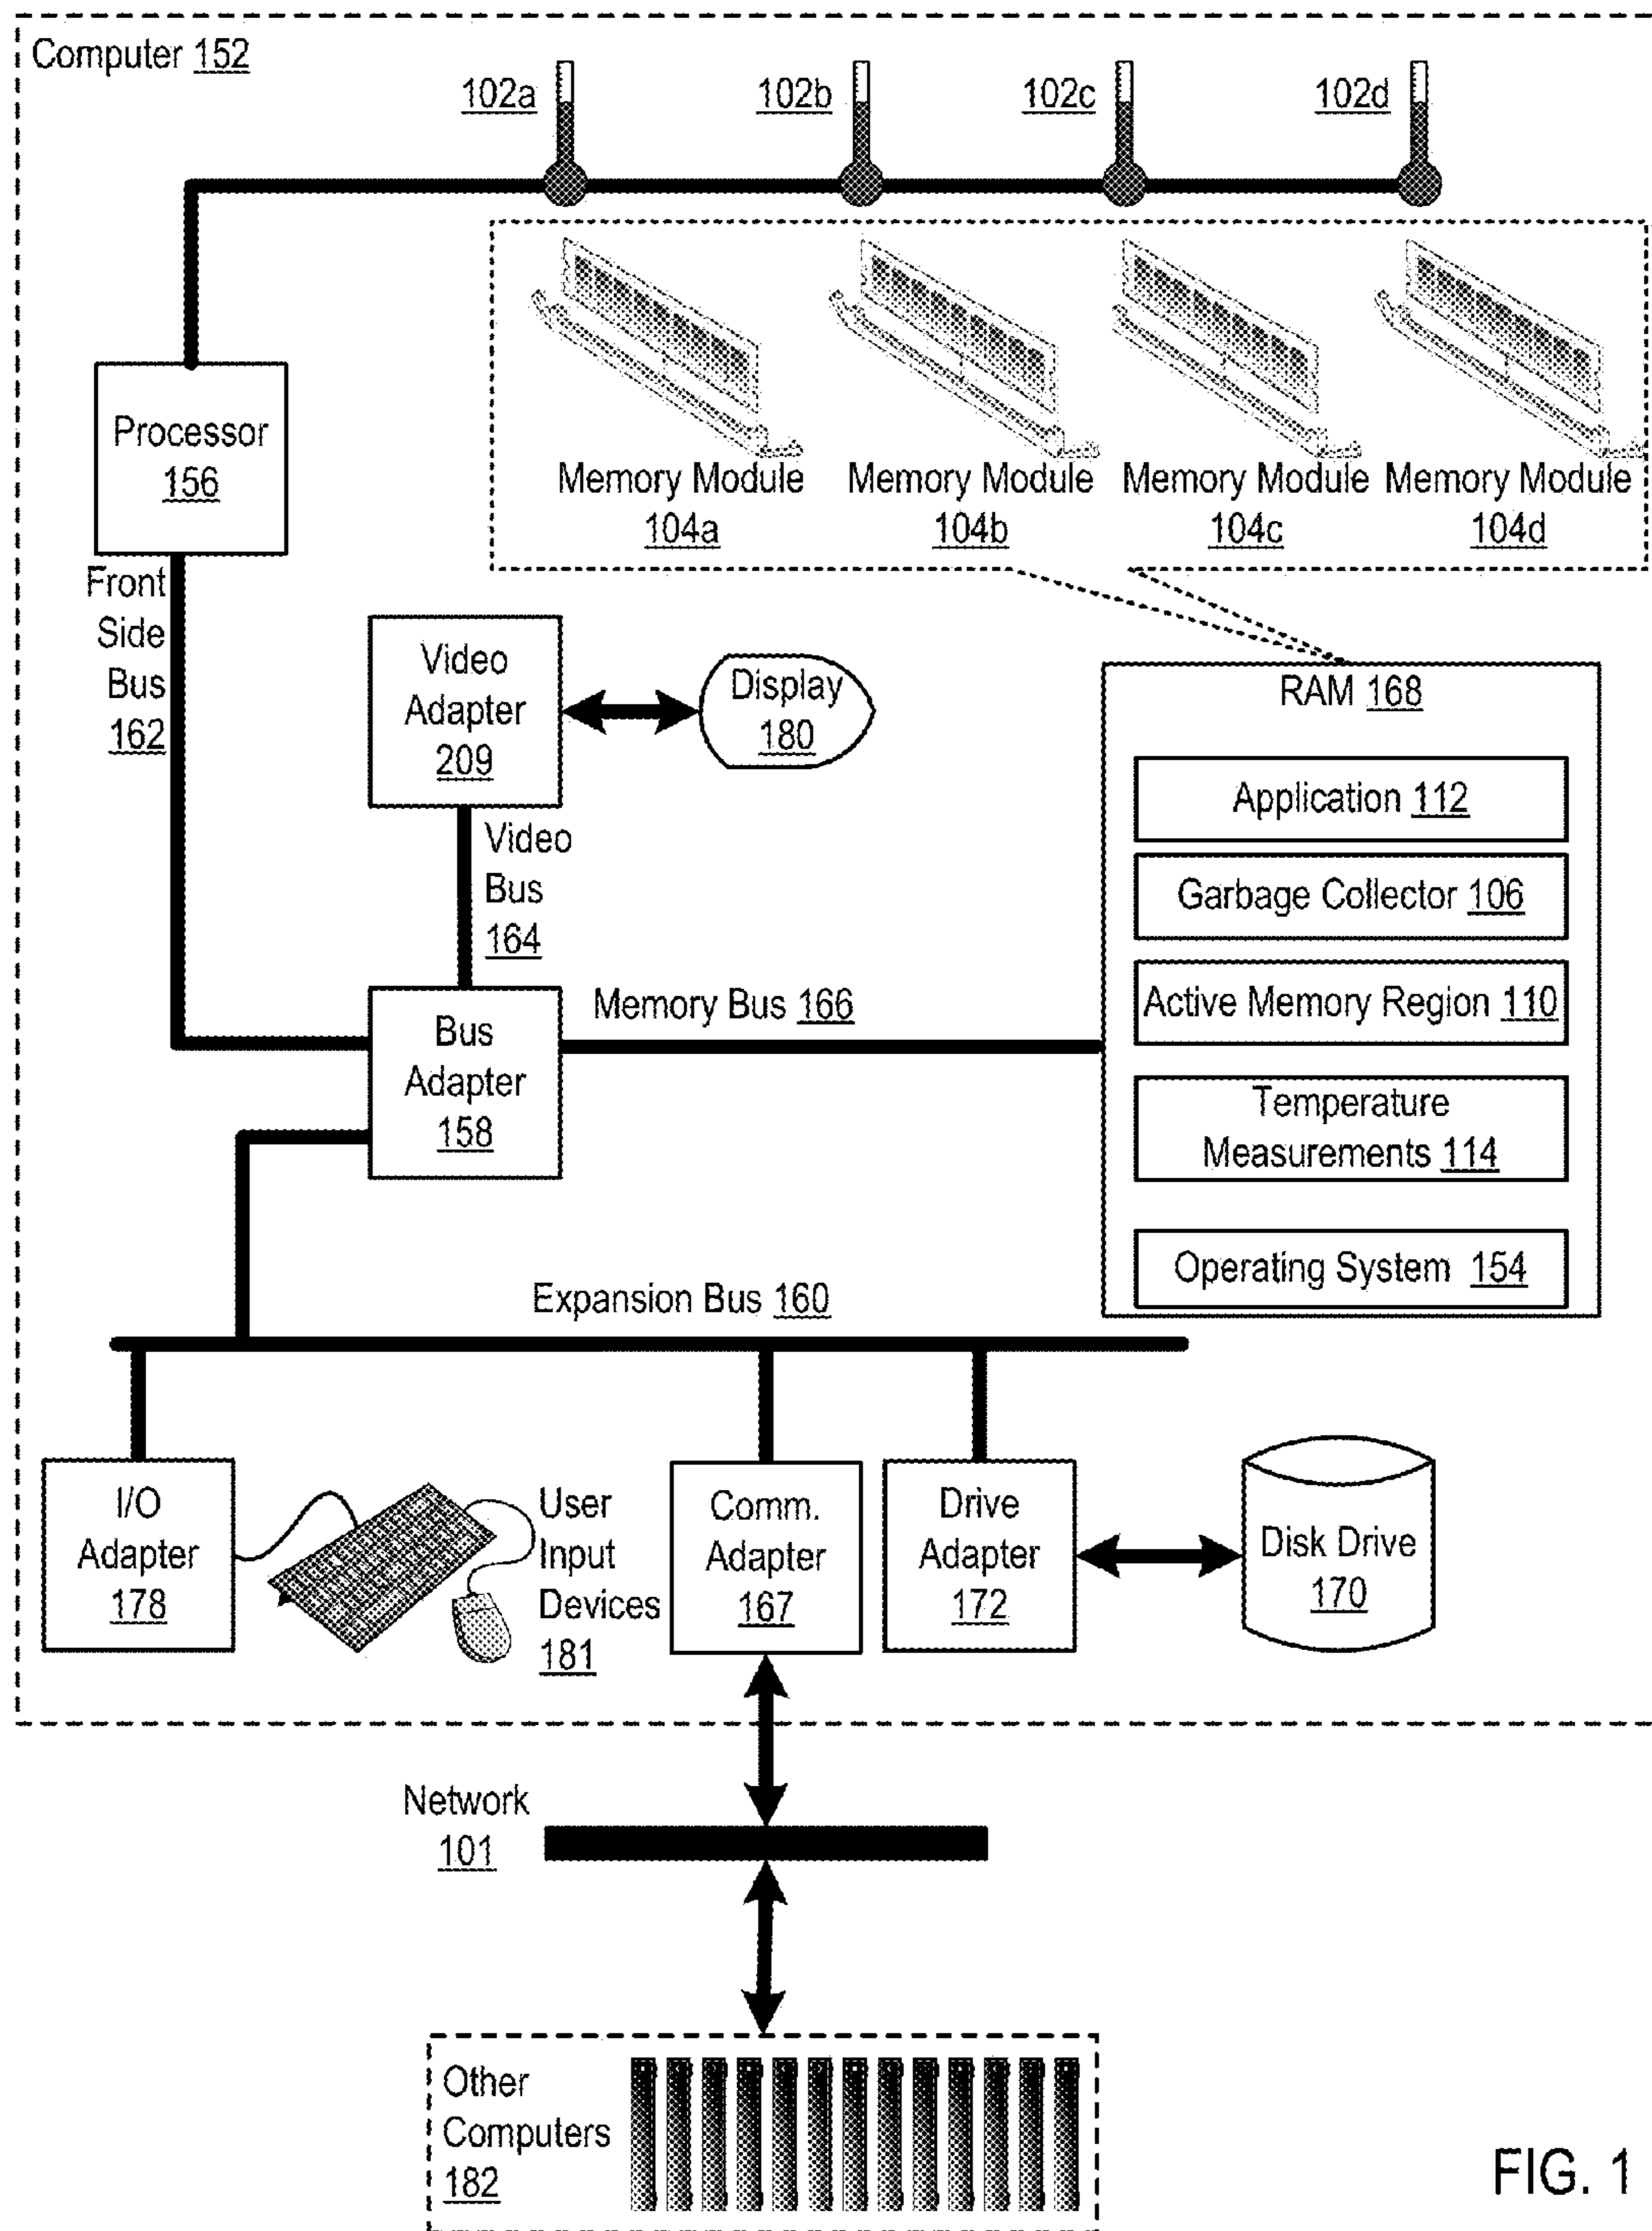 Computer 152
102a
102b
102c
102d
Processor
156
Memory Module
104a
Memory Module
104b
Memory Module
104c
Memory Module
104d
Front
Side
Bus
162
Video
Adapter
209
Display
180
Video
Bus
164
RAM 168
Application 112
Garbage Collector 106
Active Memory Region 110
Temperature
Measurements 114
Operating System 154
Bus
Adapter
158
Memory Bus 166
Expansion Bus 160
I/O
Adapter
178
User
Input
Devices
181
Comm.
Adapter
167
Drive
Adapter
172
Disk Drive
170
Network
101
Other
Computers
182
FIG. 1